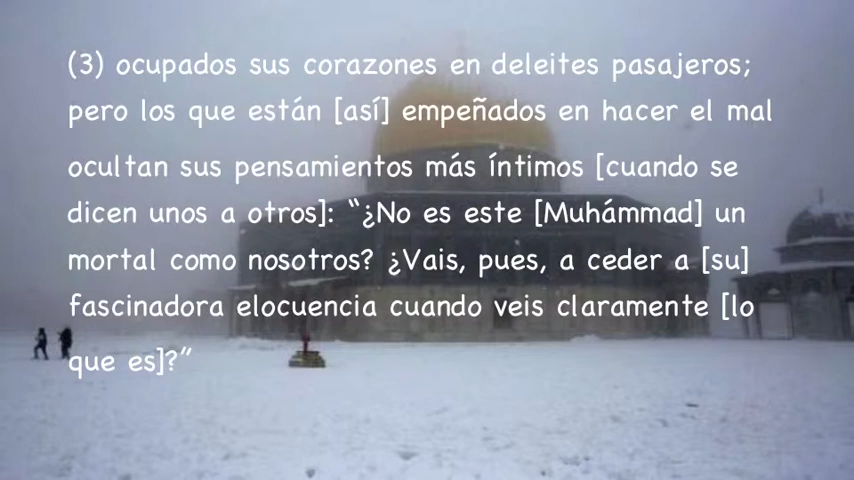 (3) ocupados sus corazones en deleites pasajeros;
pero los que están [así] empeñados en hacer el mal
ocultan sus pensamientos más íntimos [cuando se
dicen unos a otros]: “¿No es este [Muhámmad] un
mortal como nosotros? ¿Vais, pues, a ceder a [su]
fascinadora elocuencia cuando veis claramente [lo
que es]?”